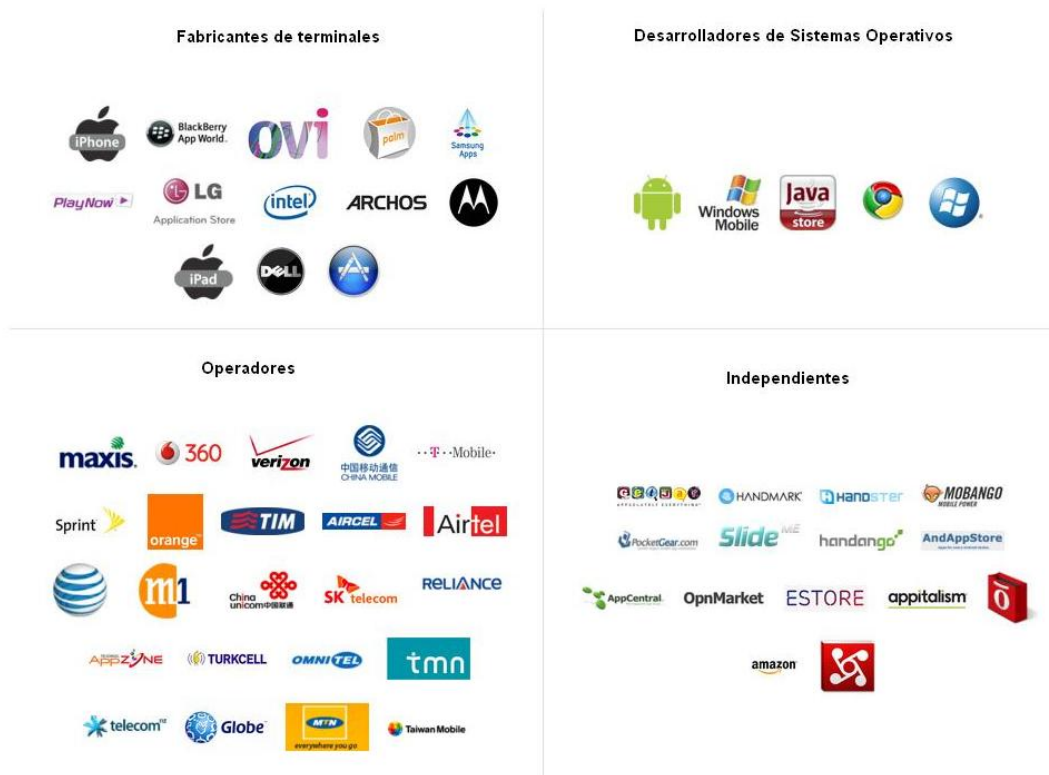 Fabricantes de terminales
iPhone
BlackBerry
App World.
ovi
palm
Samsung
Apps
PlayNow
LG
Application Store
intel
ARCHOS
iPad
DELL
Desarrolladores de Sistemas Operativos
Windows
Mobile
Java
store
Operadores
maxis.
360
verizon
中国移动通信
CHINA MOBILE
T Mobile
Sprint
orange
TIM
AIRCEL
Airtel
m1
China
unicom中国联通
SK telecom
RELIANCE
APPZONE
TURKCELL
OMNITEL
tmn
telecom
Globe
MTN
everywhere you go
Taiwan Mobile
Independientes
GETJAR
HANDMARK
HANDSTER
MOBANGO
MOBILE POWER
PocketGear.com
Slide ME
handango
AndAppStore
AppCentral
OpnMarket
ESTORE
appitalism
amazon